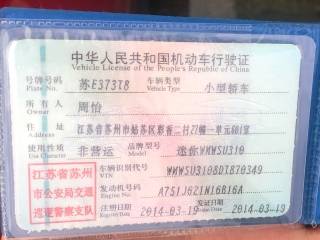 中华人民共和国机动车行驶证
Vehicle License of the People's Republic of China
号牌号码 苏E373T8 车辆类型 小型轿车
Plate No. Vehicle Type
所有人 周怡
Owner
住址 江苏省苏州市姑苏区彩香二村27幢一单元601室
Address
使用性质 非营运 品牌型号 迷你WMWSU310
Use Character Model
江苏省苏州 车辆识别代号 WMWSU3108DT870349
市公安局交通 VIN
巡逻警察支队 发动机号码 A7S1J621N16B16A
Engine No.
注册日期 2014-03-19 发证日期 2014-03-19
Register Date Issue Date